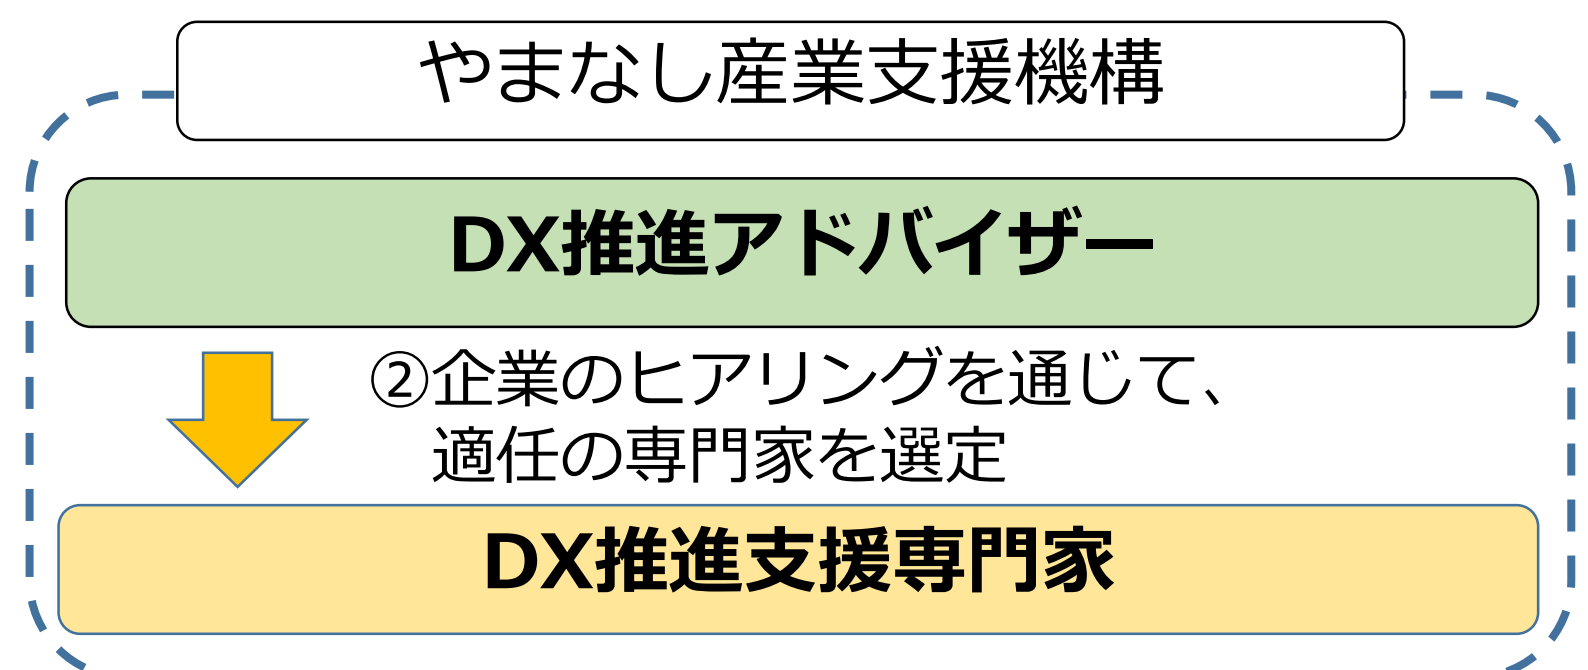 やまなし産業支援機構
DX推進アドバイザー
②企業のヒアリングを通じて、
適任の専門家を選定
DX推進支援専門家